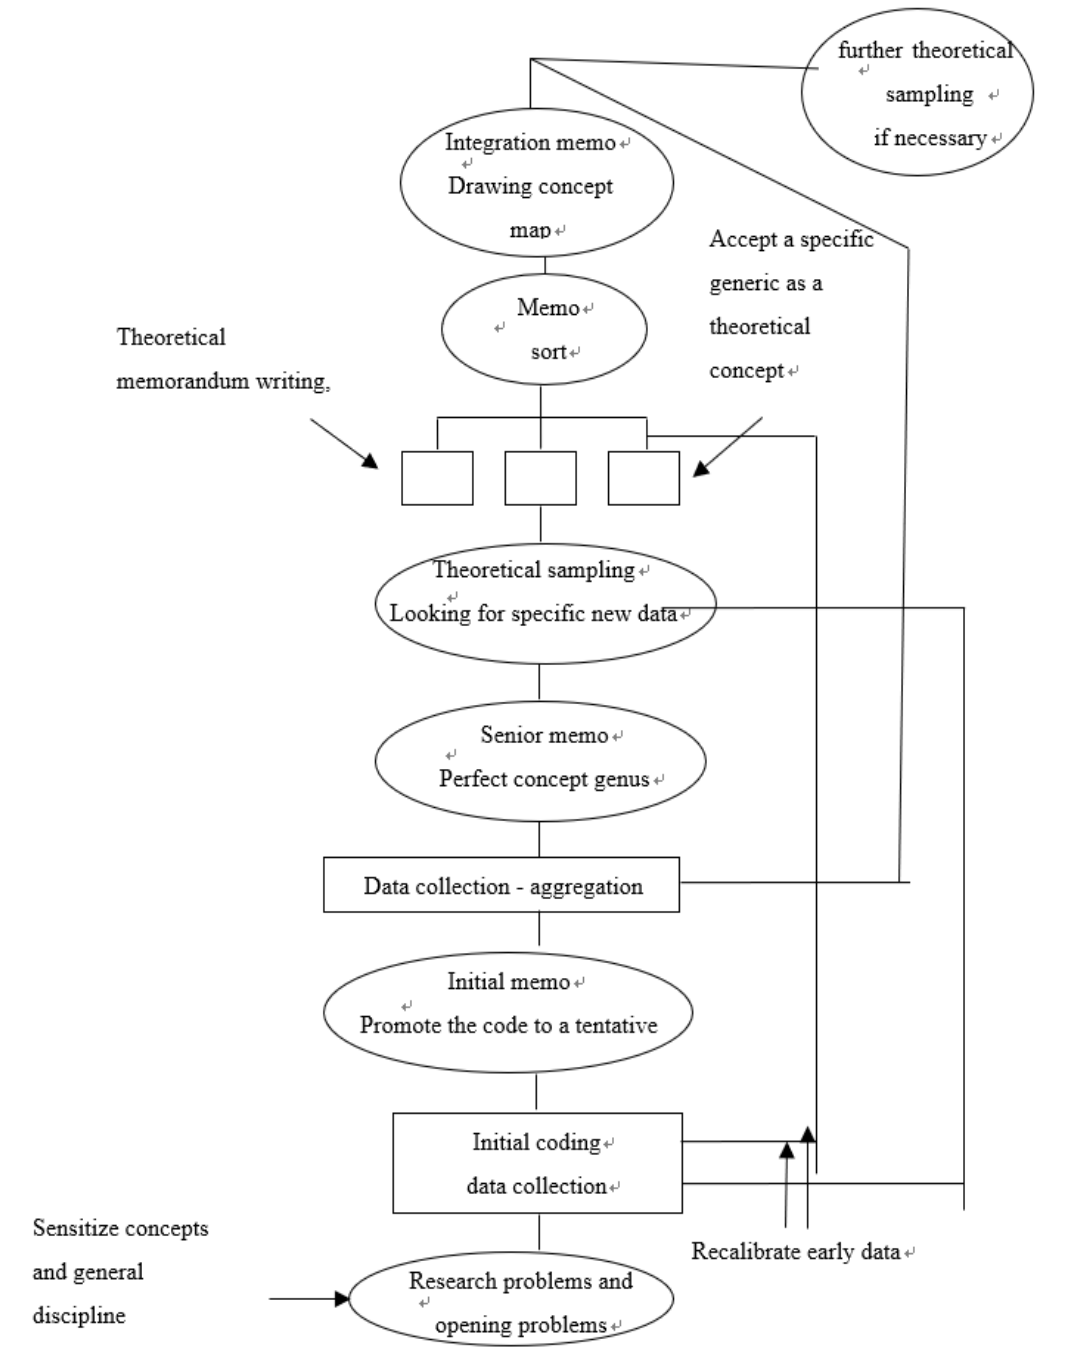 further theoretical
sampling
if necessary
Integration memo
Drawing concept
map
Accept a specific
generic as a
theoretical
concept
Memo
sort
Theoretical
memorandum writing,
Theoretical sampling
Looking for specific new data
Senior memo
Perfect concept genus
Data collection - aggregation
Initial memo
Promote the code to a tentative
Initial coding
data collection
Recalibrate early data
Sensitize concepts
and general
discipline
Research problems and
opening problems